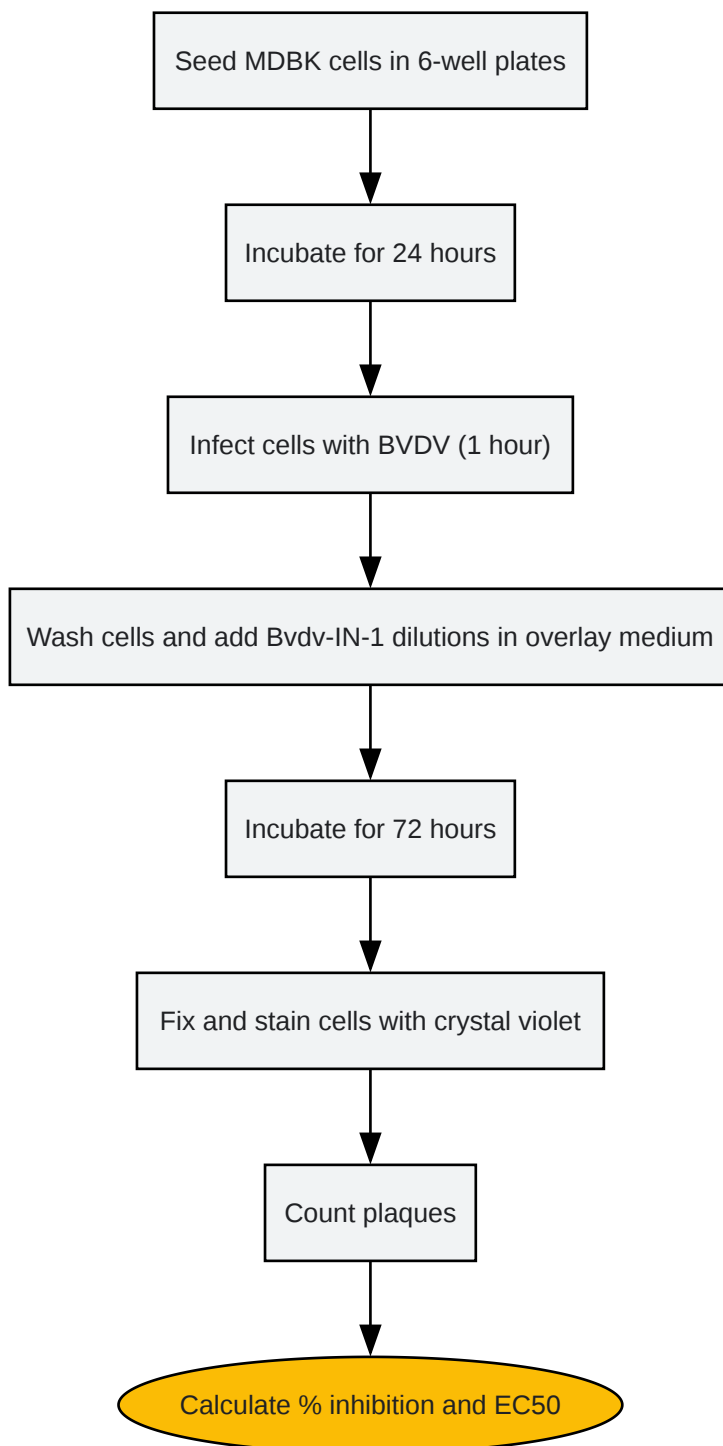 Seed MDBK cells in 6-well plates
Incubate for 24 hours
Infect cells with BVDV (1 hour)
Wash cells and add Bvdv-IN-1 dilutions in overlay medium
Incubate for 72 hours
Fix and stain cells with crystal violet
Count plaques
Calculate % inhibition and EC50